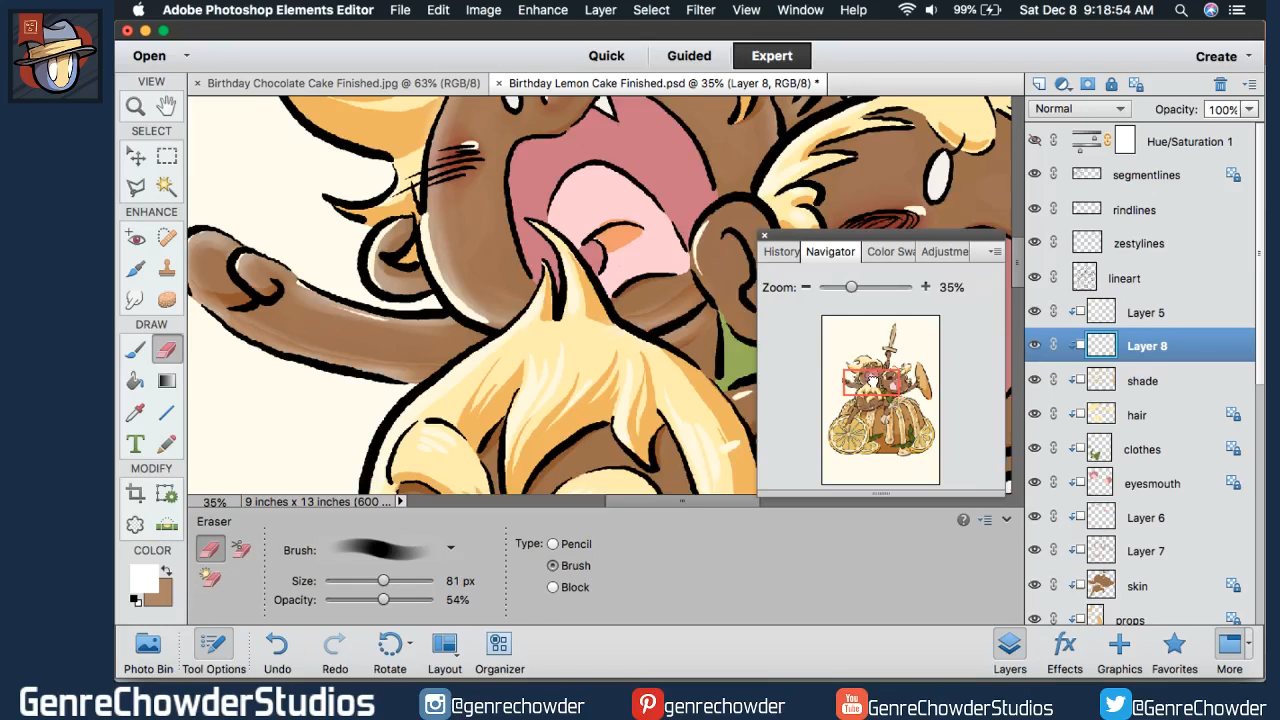 Adobe Photoshop Elements Editor File Edit Image Enhance Layer Select Filter View Window Help 99% Sat Dec 8 9:18:54 AM
Open Quick Guided Expert Create
VIEW
Birthday Chocolate Cake Finished.jpg @ 63% (RGB/8)
Birthday Lemon Cake Finished.psd @ 35% (Layer 8, RGB/8) *
SELECT
ENHANCE
DRAW
MODIFY
COLOR
Normal Opacity: 100%
Hue/Saturation 1
segmentlines
rindlines
zestylines
lineart
Layer 5
Layer 8
shade
hair
clothes
eyesmouth
Layer 6
Layer 7
skin
props
History Navigator Color Swa Adjustme
Zoom: 35%
35% 9 inches x 13 inches (600 ...
Eraser
Brush:
Size: 81 px
Opacity: 54%
Type: Pencil
Brush
Block
Photo Bin Tool Options Undo Redo Rotate Layout Organizer Layers Effects Graphics Favorites More
GenreChowderStudios @genrechowder genrechowder GenreChowderStudios @GenreChowder